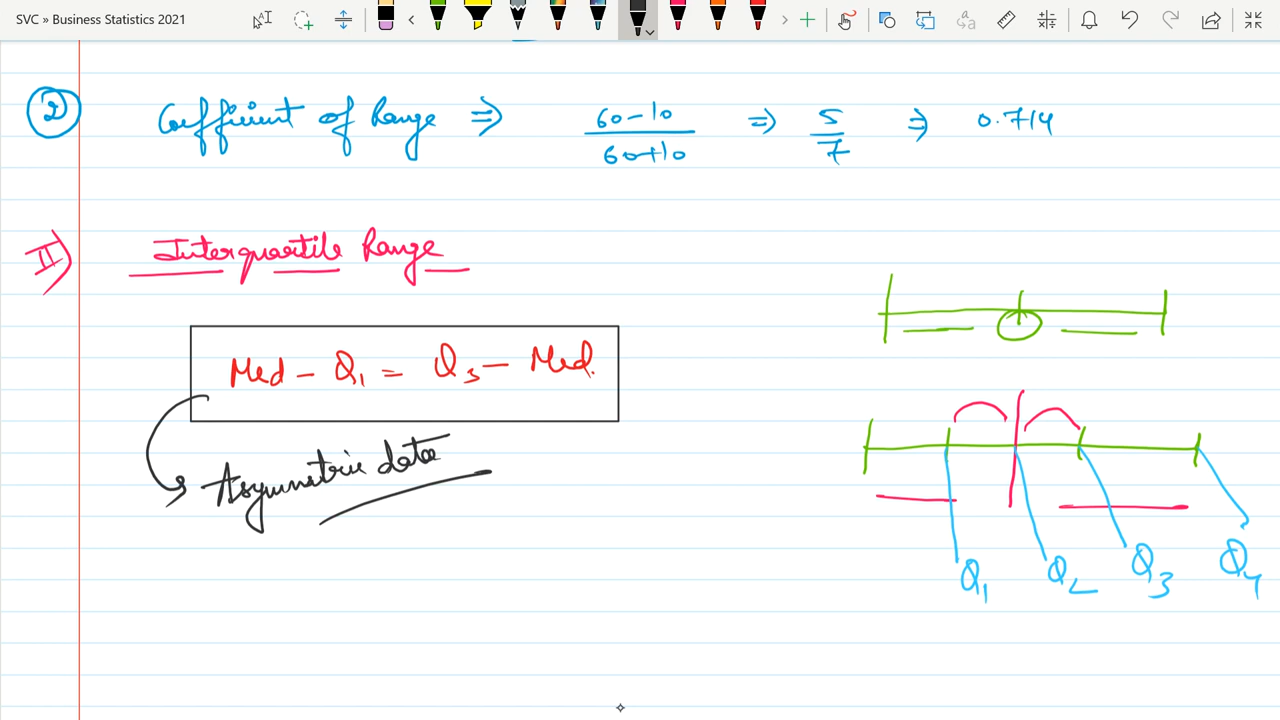 SVC » Business Statistics 2021
② Coefficient of Range ⇒ 60-10 / 60+10 ⇒ 5/7 ⇒ 0.714
II) Interquartile Range
Med - Q₁ = Q₃ - Med.
Asymmetric data
Q₁ Q₂ Q₃ Q₄